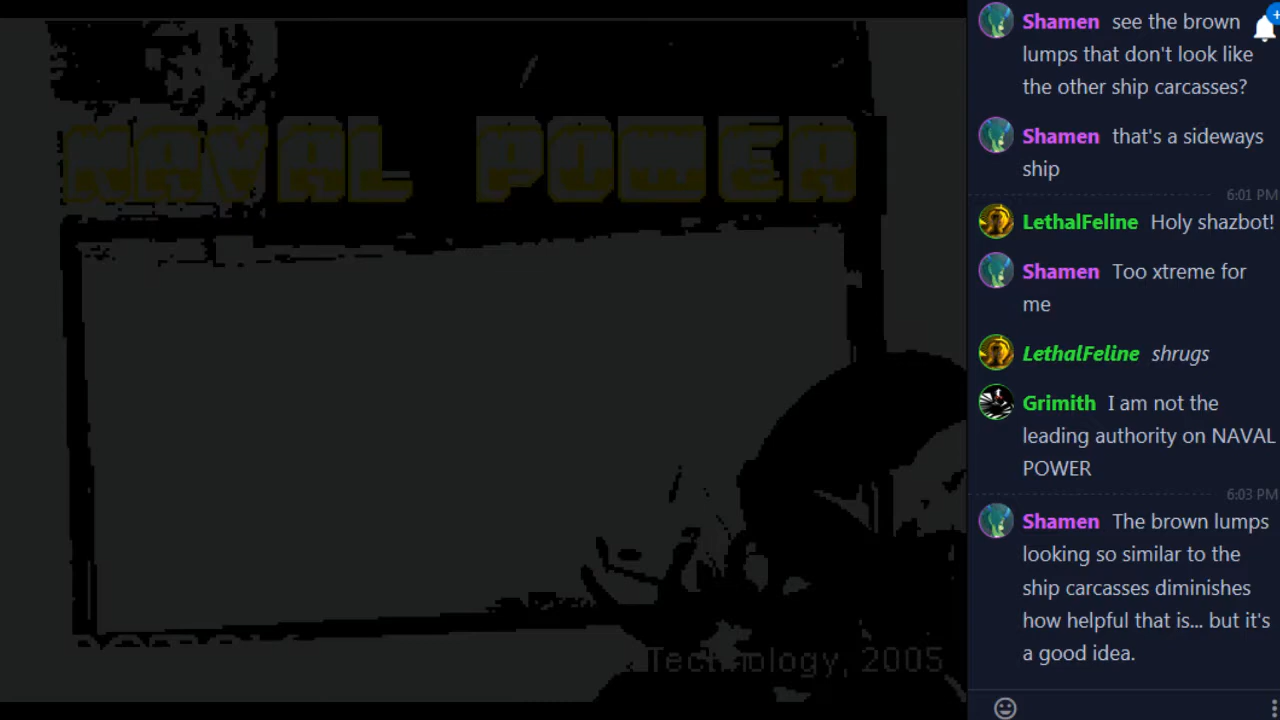 NAVAL POWER
Technology, 2005
Shamen see the brown
lumps that don't look like
the other ship carcasses?
Shamen that's a sideways
ship
6:01 PM
LethalFeline Holy shazbot!
Shamen Too xtreme for
me
LethalFeline shrugs
Grimith I am not the
leading authority on NAVAL
POWER
6:03 PM
Shamen The brown lumps
looking so similar to the
ship carcasses diminishes
how helpful that is... but it's
a good idea.